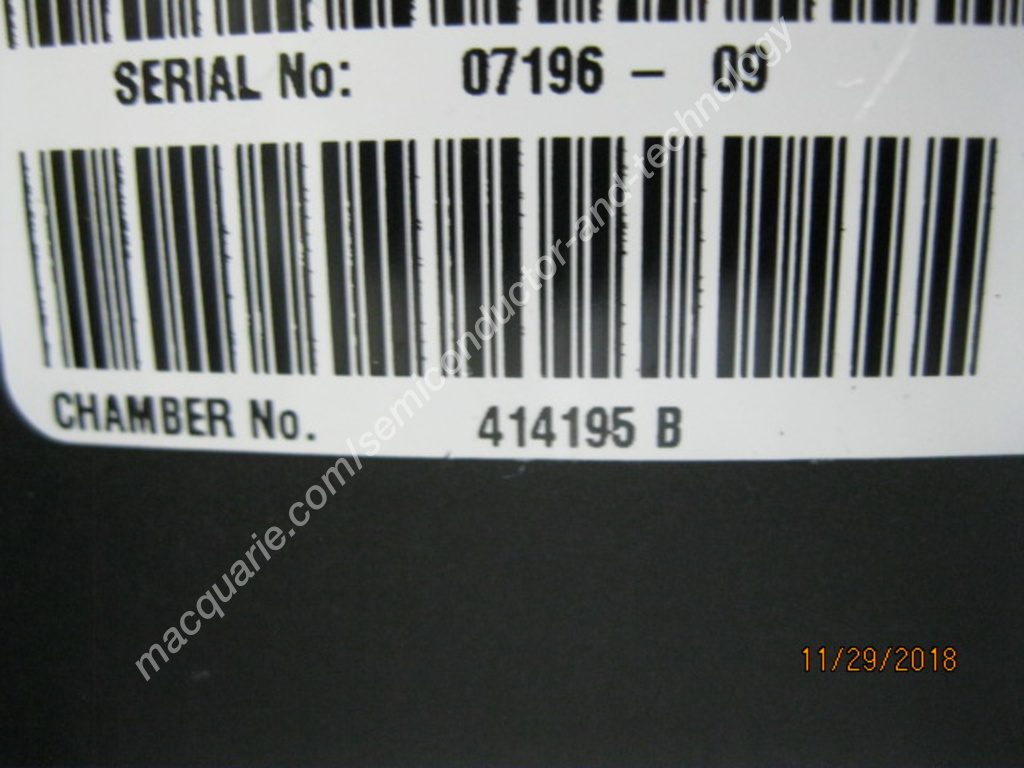 SERIAL No: 07196 - 09
CHAMBER No. 414195 B
macquarie.com/semiconductor-and-technology
11/29/2018